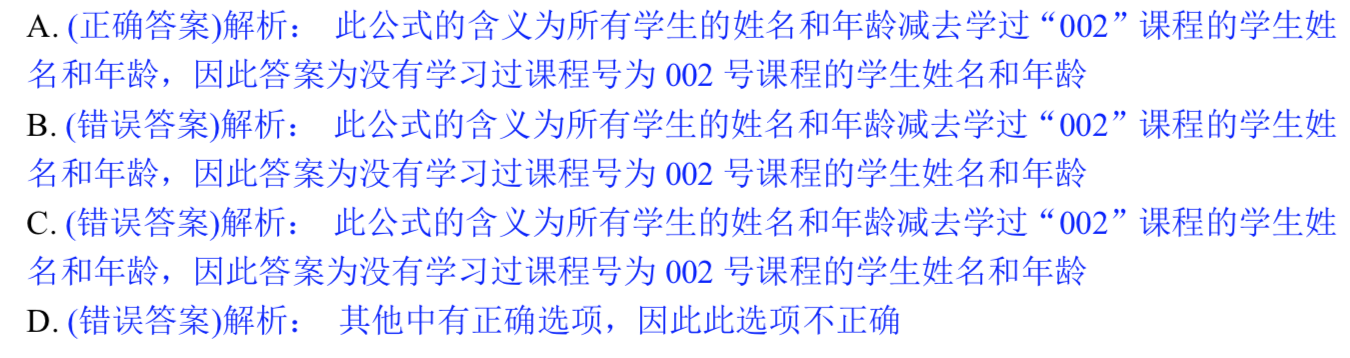 A. (正确答案)解析： 此公式的含义为所有学生的姓名和年龄减去学过“002”课程的学生姓
名和年龄，因此答案为没有学习过课程号为 002 号课程的学生姓名和年龄
B. (错误答案)解析： 此公式的含义为所有学生的姓名和年龄减去学过“002”课程的学生姓
名和年龄，因此答案为没有学习过课程号为 002 号课程的学生姓名和年龄
C. (错误答案)解析： 此公式的含义为所有学生的姓名和年龄减去学过“002”课程的学生姓
名和年龄，因此答案为没有学习过课程号为 002 号课程的学生姓名和年龄
D. (错误答案)解析： 其他中有正确选项，因此此选项不正确